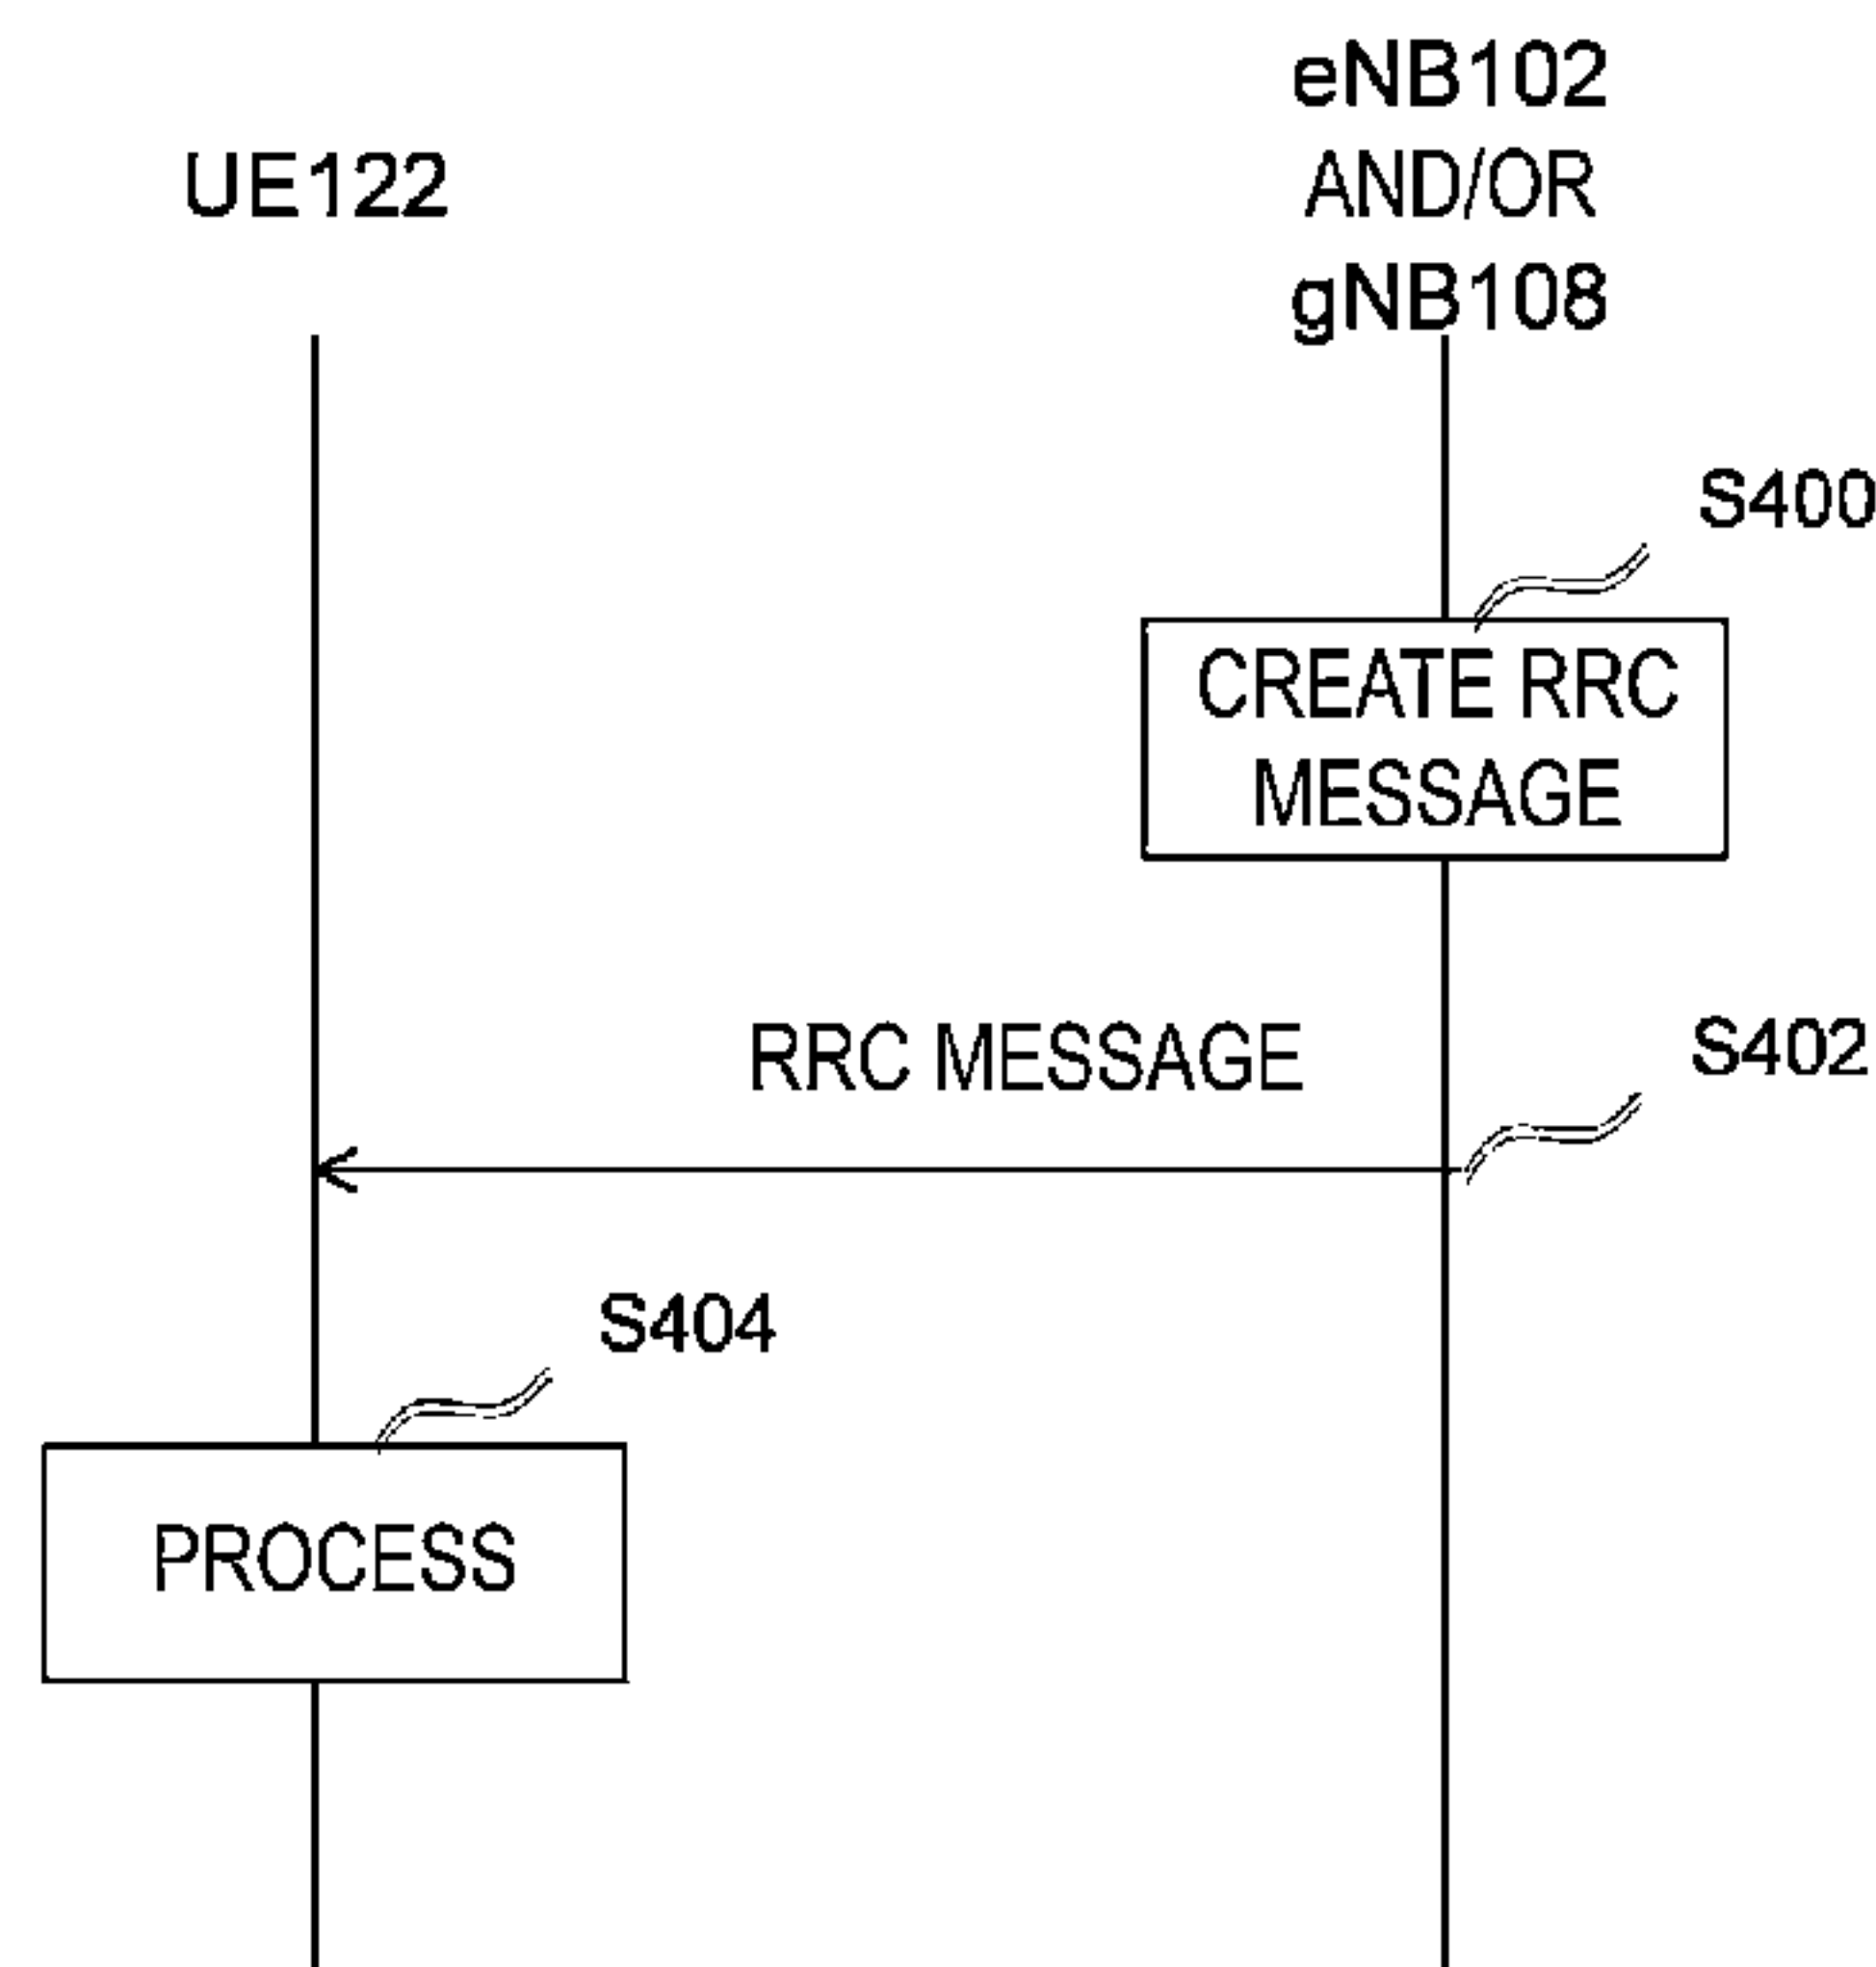 eNB102
UE122
AND/OR
gNB108
S400
CREATE RRC
MESSAGE
RRC MESSAGE
S402
S404
PROCESS